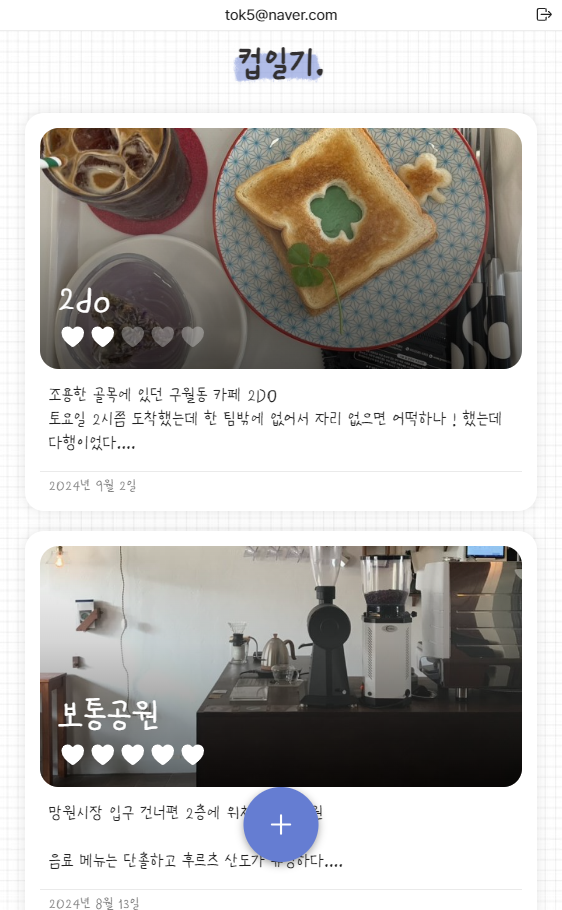 tok5@naver.com
컵일기.
2do
조용한 골목에 있던 구월동 카페 2DO
토요일 2시쯤 도착했는데 한 팀밖에 없어서 자리 없으면 어떡하나 ! 했는데
다행이었다....
2024년 9월 2일
보통공원
망원시장 입구 건너편 2층에
음료 메뉴는 단촐하고 후르츠 산도가 유명하다....
2024년 8월 13일